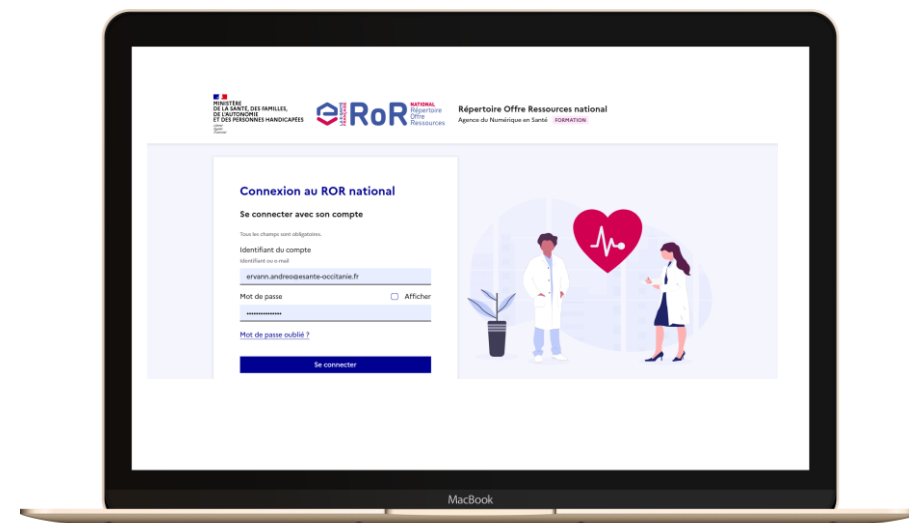 MINISTÈRE
DE LA SANTÉ, DES FAMILLES,
DE L'AUTONOMIE
ET DES PERSONNES HANDICAPÉES
RoR
NATIONAL
Répertoire
Offre
Ressources
Répertoire Offre Ressources national
Agence du Numérique en Santé FORMATION
Connexion au ROR national
Se connecter avec son compte
Tous les champs sont obligatoires.
Identifiant du compte
Identifiant ou e-mail
ervann.andreo@esante-occitanie.fr
Mot de passe
Afficher
Mot de passe oublié ?
Se connecter
MacBook